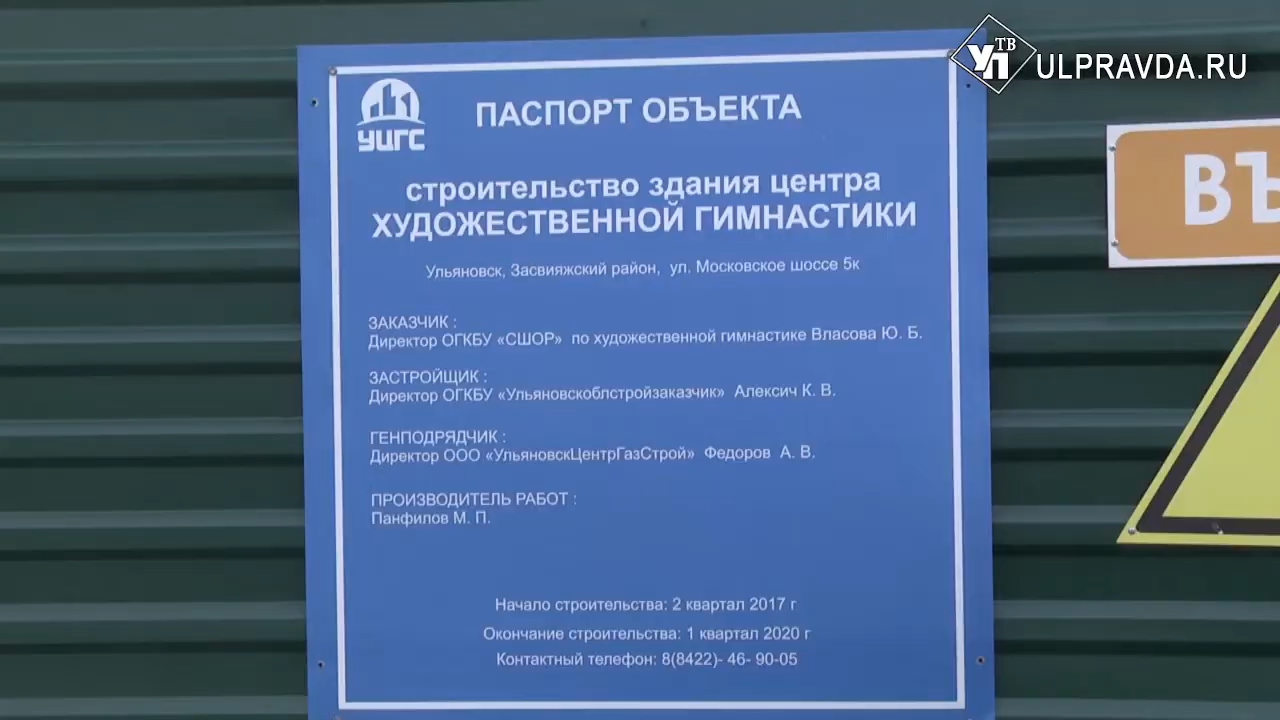 УП ТВ
ULPRAVDA.RU
УЦГС
ПАСПОРТ ОБЪЕКТА
строительство здания центра
ХУДОЖЕСТВЕННОЙ ГИМНАСТИКИ
Ульяновск, Засвияжский район, ул. Московское шоссе 5к
ЗАКАЗЧИК :
Директор ОГКБУ «СШОР» по художественной гимнастике Власова Ю. Б.
ЗАСТРОЙЩИК :
Директор ОГКБУ «Ульяновскоблстройзаказчик» Алексич К. В.
ГЕНПОДРЯДЧИК :
Директор ООО «УльяновскЦентрГазСтрой» Федоров А. В.
ПРОИЗВОДИТЕЛЬ РАБОТ :
Панфилов М. П.
Начало строительства: 2 квартал 2017 г
Окончание строительства: 1 квартал 2020 г
Контактный телефон: 8(8422)- 46- 90-05
ВЪ